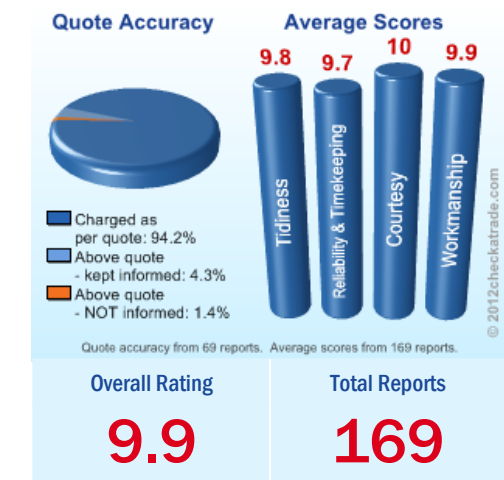 Quote Accuracy
Charged as
per quote: 94.2%
Above quote
- kept informed: 4.3%
Above quote
- NOT informed: 1.4%
Average Scores
9.8
9.7
10
9.9
Tidiness
Reliability & Timekeeping
Courtesy
Workmanship
© 2012checkatrade.com
Quote accuracy from 69 reports. Average scores from 169 reports.
Overall Rating
9.9
Total Reports
169